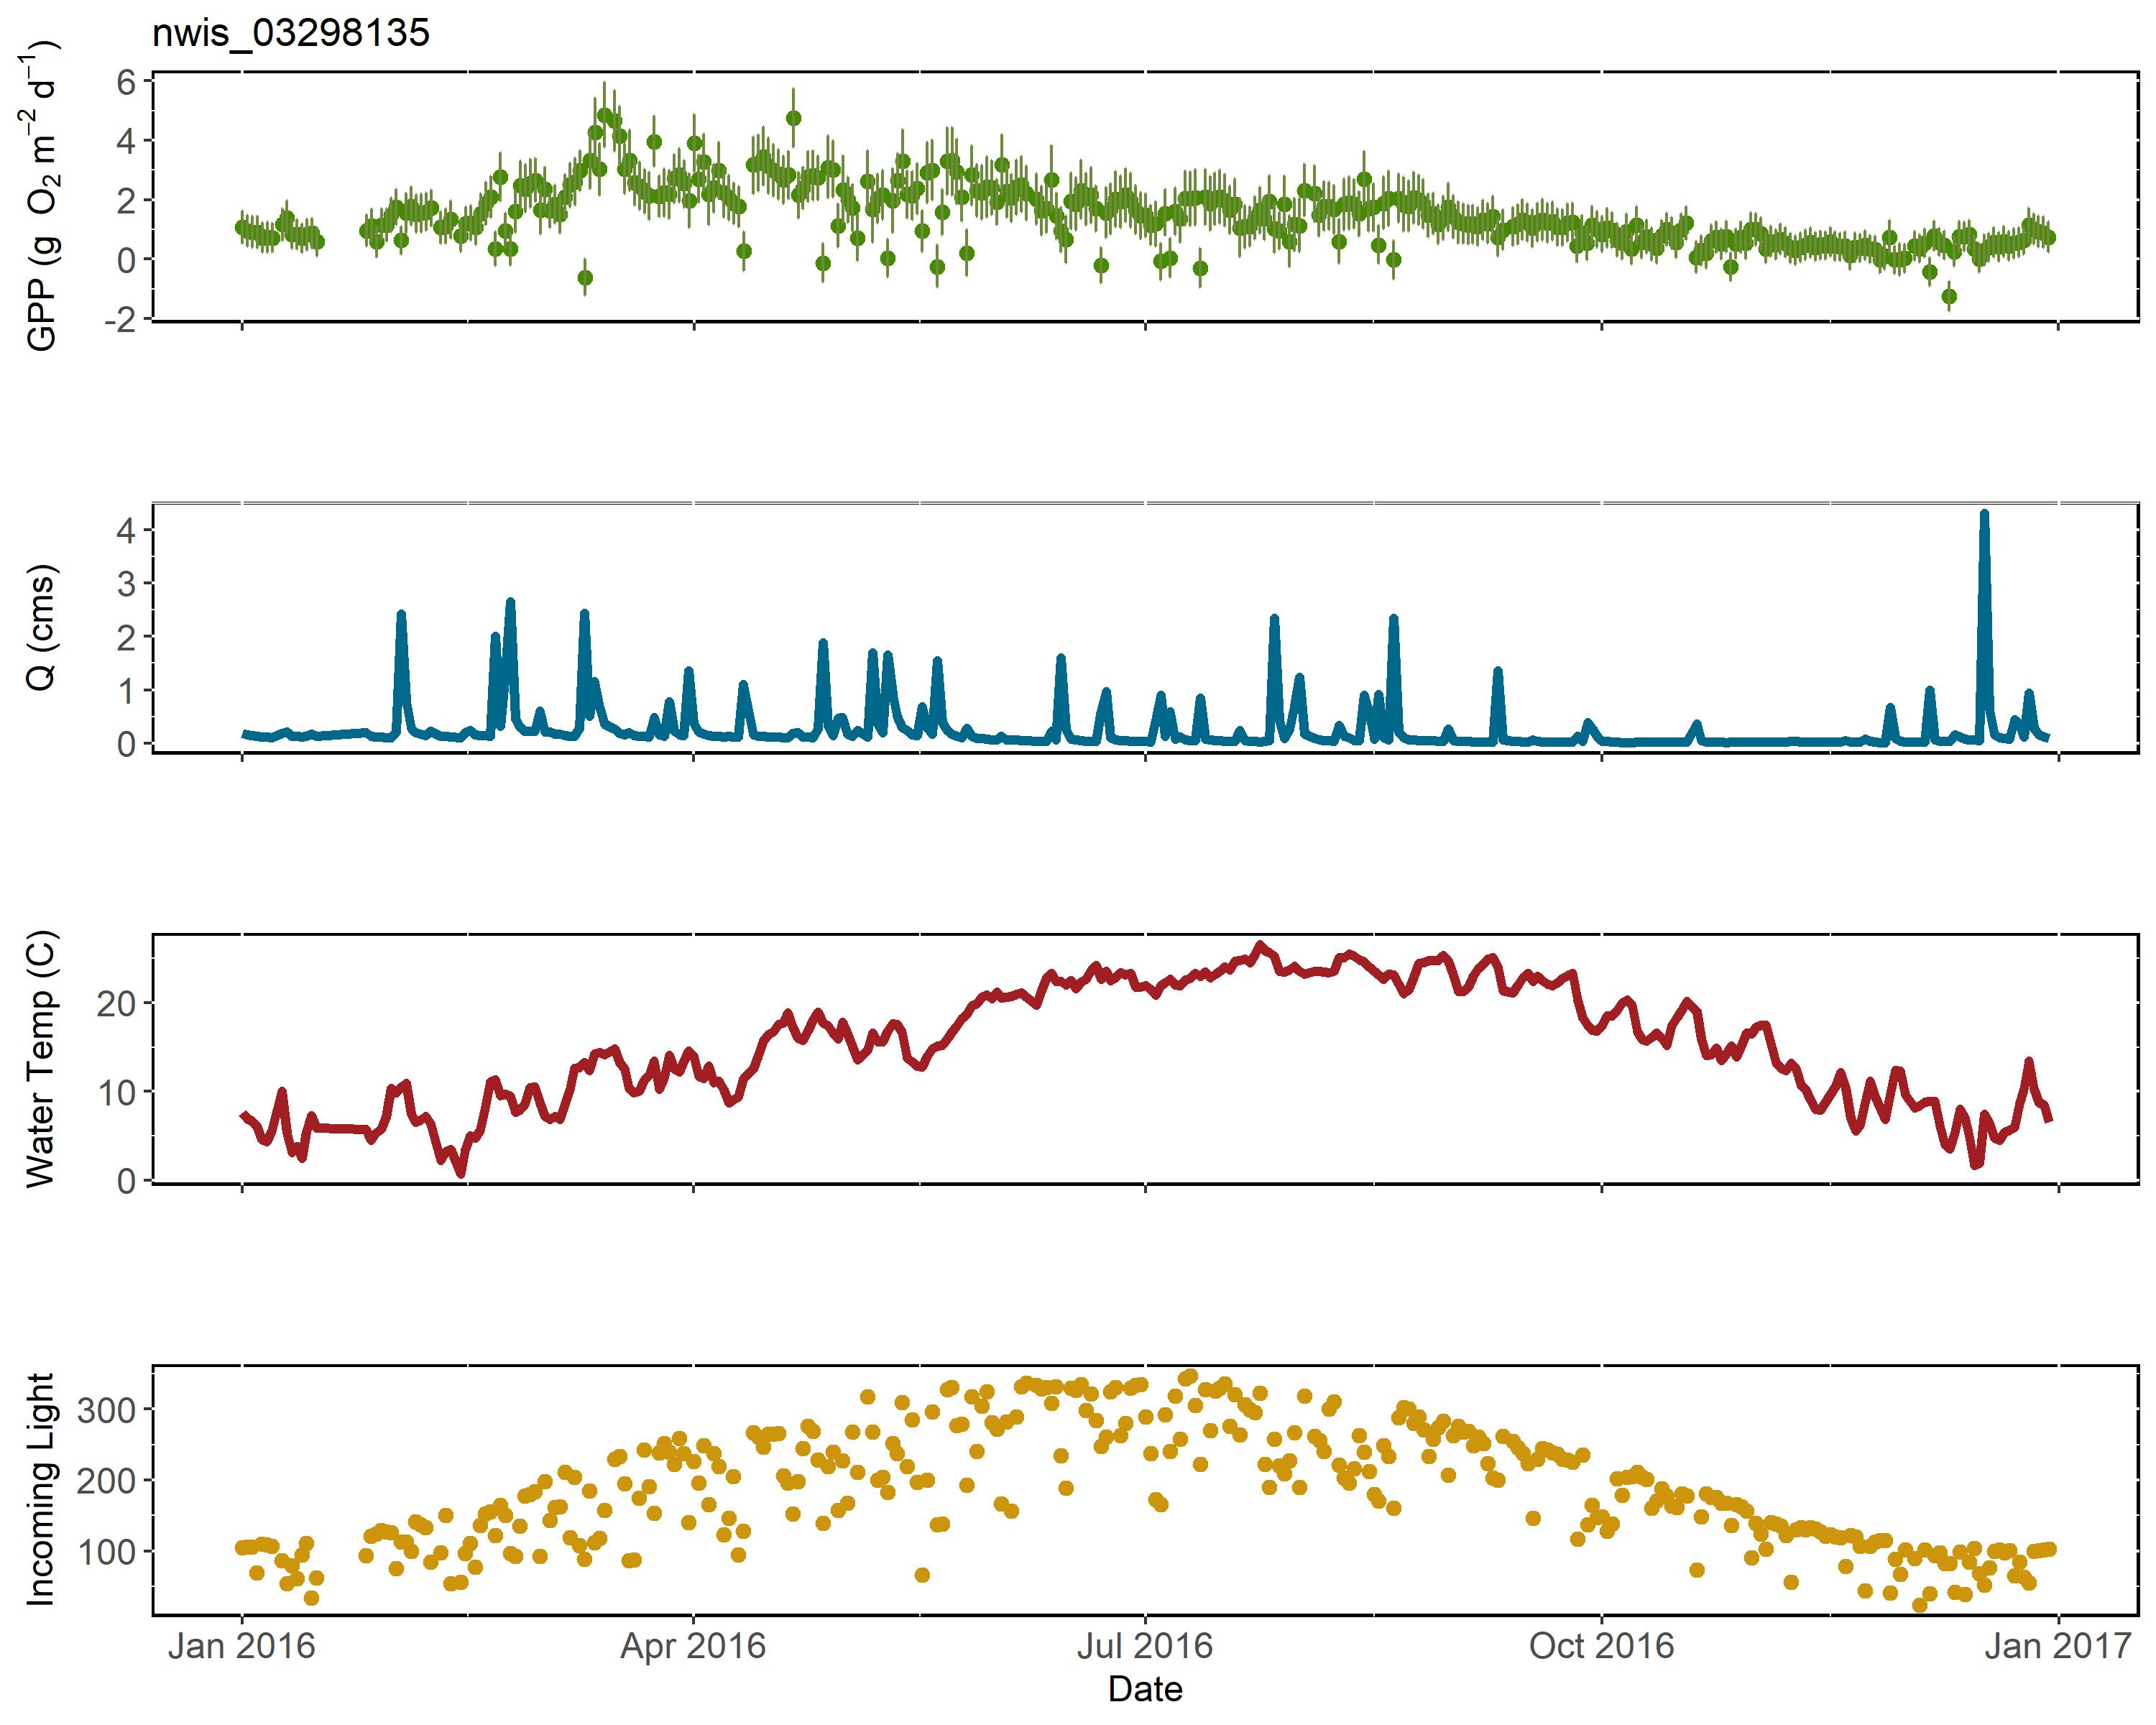 nwis_03298135
GPP (g O₂ m⁻² d⁻¹)
6
4
2
0
-2
Q (cms)
4
3
2
1
0
Water Temp (C)
20
10
0
Incoming Light
300
200
100
Jan 2016 Apr 2016 Jul 2016 Oct 2016 Jan 2017
Date